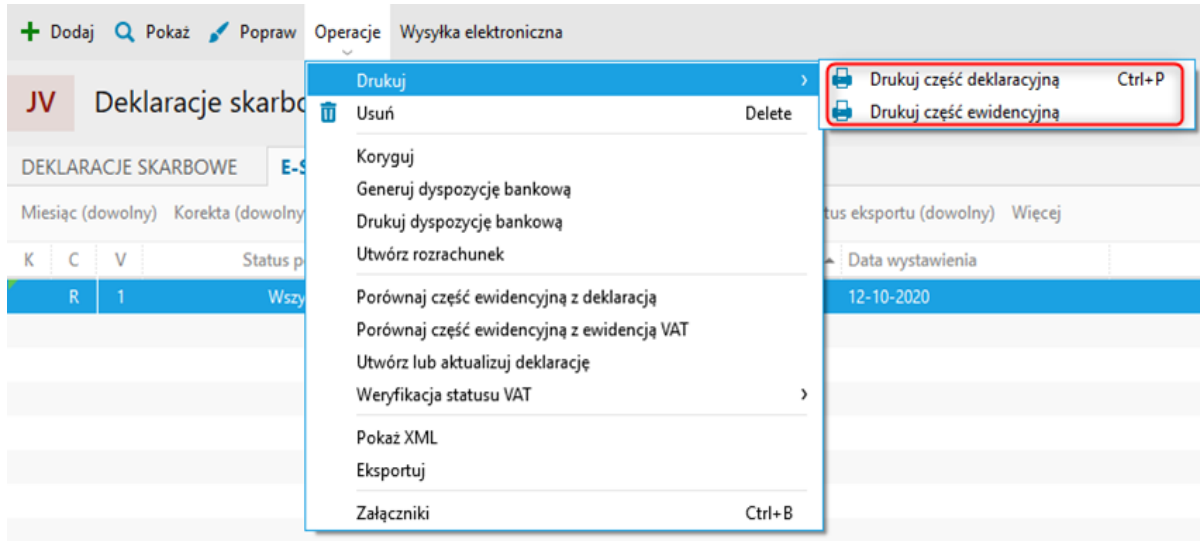 Dodaj Pokaż Popraw Operacje Wysyłka elektroniczna
JV Deklaracje skarbo
DEKLARACJE SKARBOWE E-S
Miesiąc (dowolny) Korekta (dowolny tus eksportu (dowolny) Więcej
K C V Status p Data wystawienia
R 1 Wszy 12-10-2020
Drukuj
Usuń Delete
Koryguj
Generuj dyspozycję bankową
Drukuj dyspozycję bankową
Utwórz rozrachunek
Porównaj część ewidencyjną z deklaracją
Porównaj część ewidencyjną z ewidencją VAT
Utwórz lub aktualizuj deklarację
Weryfikacja statusu VAT
Pokaż XML
Eksportuj
Załączniki Ctrl+B
Drukuj część deklaracyjną Ctrl+P
Drukuj część ewidencyjną